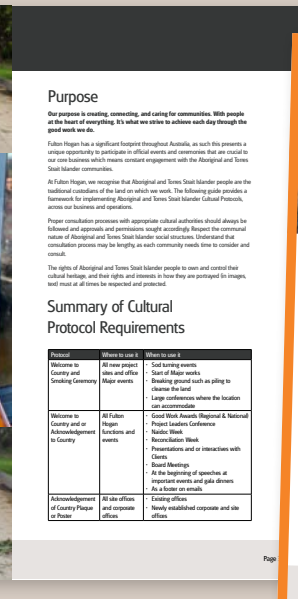 Purpose
Our purpose is creating, connecting, and caring for communities. With people
at the heart of everything. It's what we strive to achieve each day through the
good work we do.
Fulton Hogan has a significant footprint throughout Australia, as such this presents a
unique opportunity to participate in official events and ceremonies that are crucial to
our core business which means constant engagement with the Aboriginal and Torres
Strait Islander communities.
At Fulton Hogan, we recognise that Aboriginal and Torres Strait Islander people are the
traditional custodians of the land on which we work. The following guide provides a
framework for implementing Aboriginal and Torres Strait Islander Cultural Protocols,
across our business and operations.
Proper consultation processes with appropriate cultural authorities should always be
followed and approvals and permissions sought accordingly. Respect the communal
nature of Aboriginal and Torres Strait Islander social structures. Understand that
consultation process may be lengthy, as each community needs time to consider and
consult.
The rights of Aboriginal and Torres Strait Islander people to own and control their
cultural heritage, and their rights and interests in how they are portrayed (in images,
text) must at all times be respected and protected.
Summary of Cultural
Protocol Requirements
Protocol Where to use it When to use it
Welcome to All new project - Sod turning events
Country and sites and office - Start of Major works
Smoking Ceremony Major events - Breaking ground such as piling to
cleanse the land
- Large conferences where the location
can accommodate
Welcome to All Fulton - Good Work Awards (Regional & National)
Country and or Hogan - Project Leaders Conference
Acknowledgement functions and - Naidoc Week
to Country events - Reconciliation Week
- Presentations and or interactives with
Clients
- Board Meetings
- At the beginning of speeches at
important events and gala dinners
- As a footer on emails
Acknowledgement All site offices - Existing offices
of Country Plaque and corporate - Newly established corporate and site
or Poster offices offices
Page